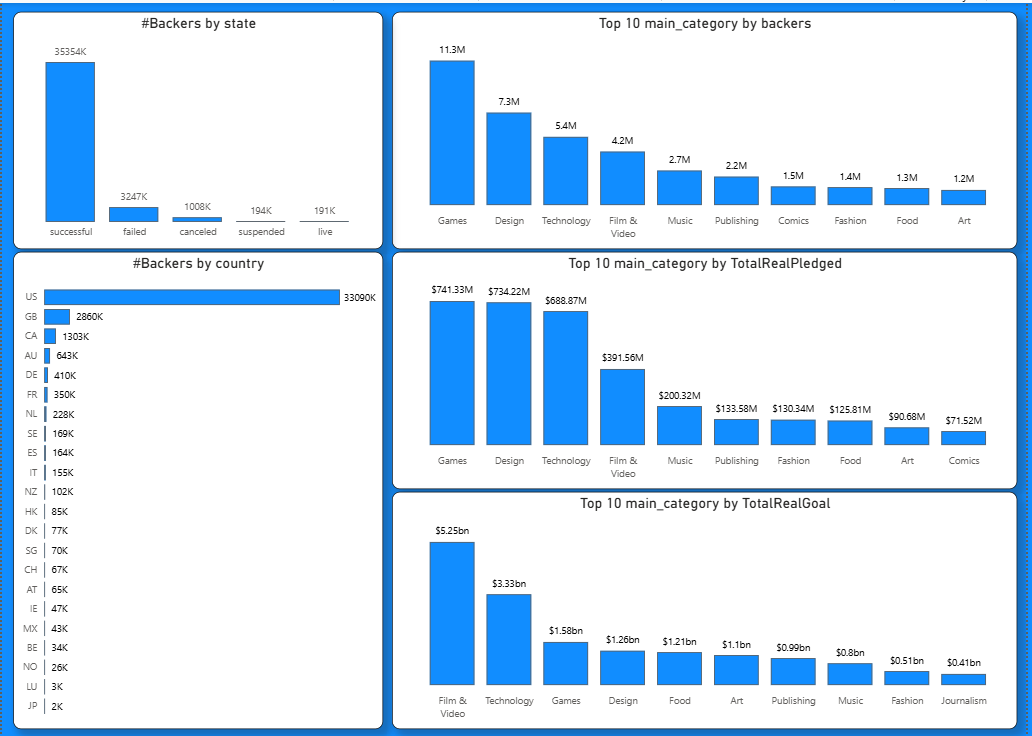 #Backers by state
35354K
3247K
1008K
194K
191K
successful failed canceled suspended live
#Backers by country
US 33090K
GB 2860K
CA 1303K
AU 643K
DE 410K
FR 350K
NL 228K
SE 169K
ES 164K
IT 155K
NZ 102K
HK 85K
DK 77K
SG 70K
CH 67K
AT 65K
IE 47K
MX 43K
BE 34K
NO 26K
LU 3K
JP 2K
Top 10 main_category by backers
11.3M
7.3M
5.4M
4.2M
2.7M
2.2M
1.5M
1.4M
1.3M
1.2M
Games Design Technology Film & Music Publishing Comics Fashion Food Art
Video
Top 10 main_category by TotalRealPledged
$741.33M
$734.22M
$688.87M
$391.56M
$200.32M
$133.58M
$130.34M
$125.81M
$90.68M
$71.52M
Games Design Technology Film & Music Publishing Fashion Food Art Comics
Video
Top 10 main_category by TotalRealGoal
$5.25bn
$3.33bn
$1.58bn
$1.26bn
$1.21bn
$1.1bn
$0.99bn
$0.8bn
$0.51bn
$0.41bn
Film & Technology Games Design Food Art Publishing Music Fashion Journalism
Video